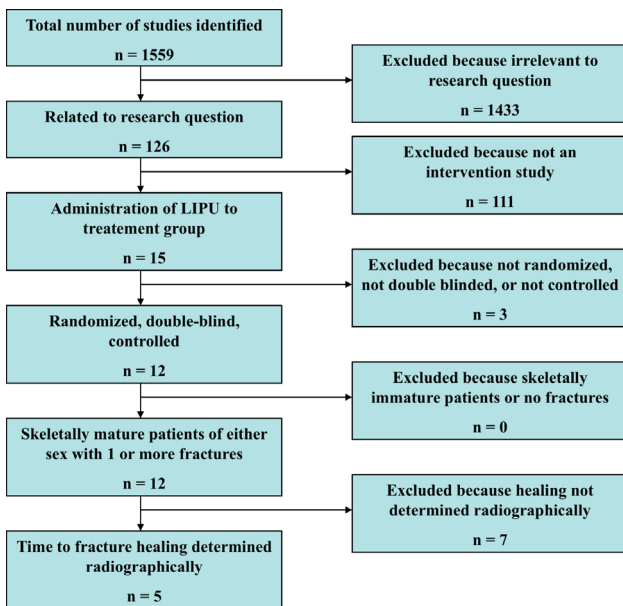 Total number of studies identified
n = 1559
Excluded because irrelevant to
research question
n = 1433
Related to research question
n = 126
Excluded because not an
intervention study
n = 111
Administration of LIPU to
treatement group
n = 15
Excluded because not randomized,
not double blinded, or not controlled
n = 3
Randomized, double-blind,
controlled
n = 12
Excluded because skeletally
immature patients or no fractures
n = 0
Skeletally mature patients of either
sex with 1 or more fractures
n = 12
Excluded because healing not
determined radiographically
n = 7
Time to fracture healing determined
radiographically
n = 5